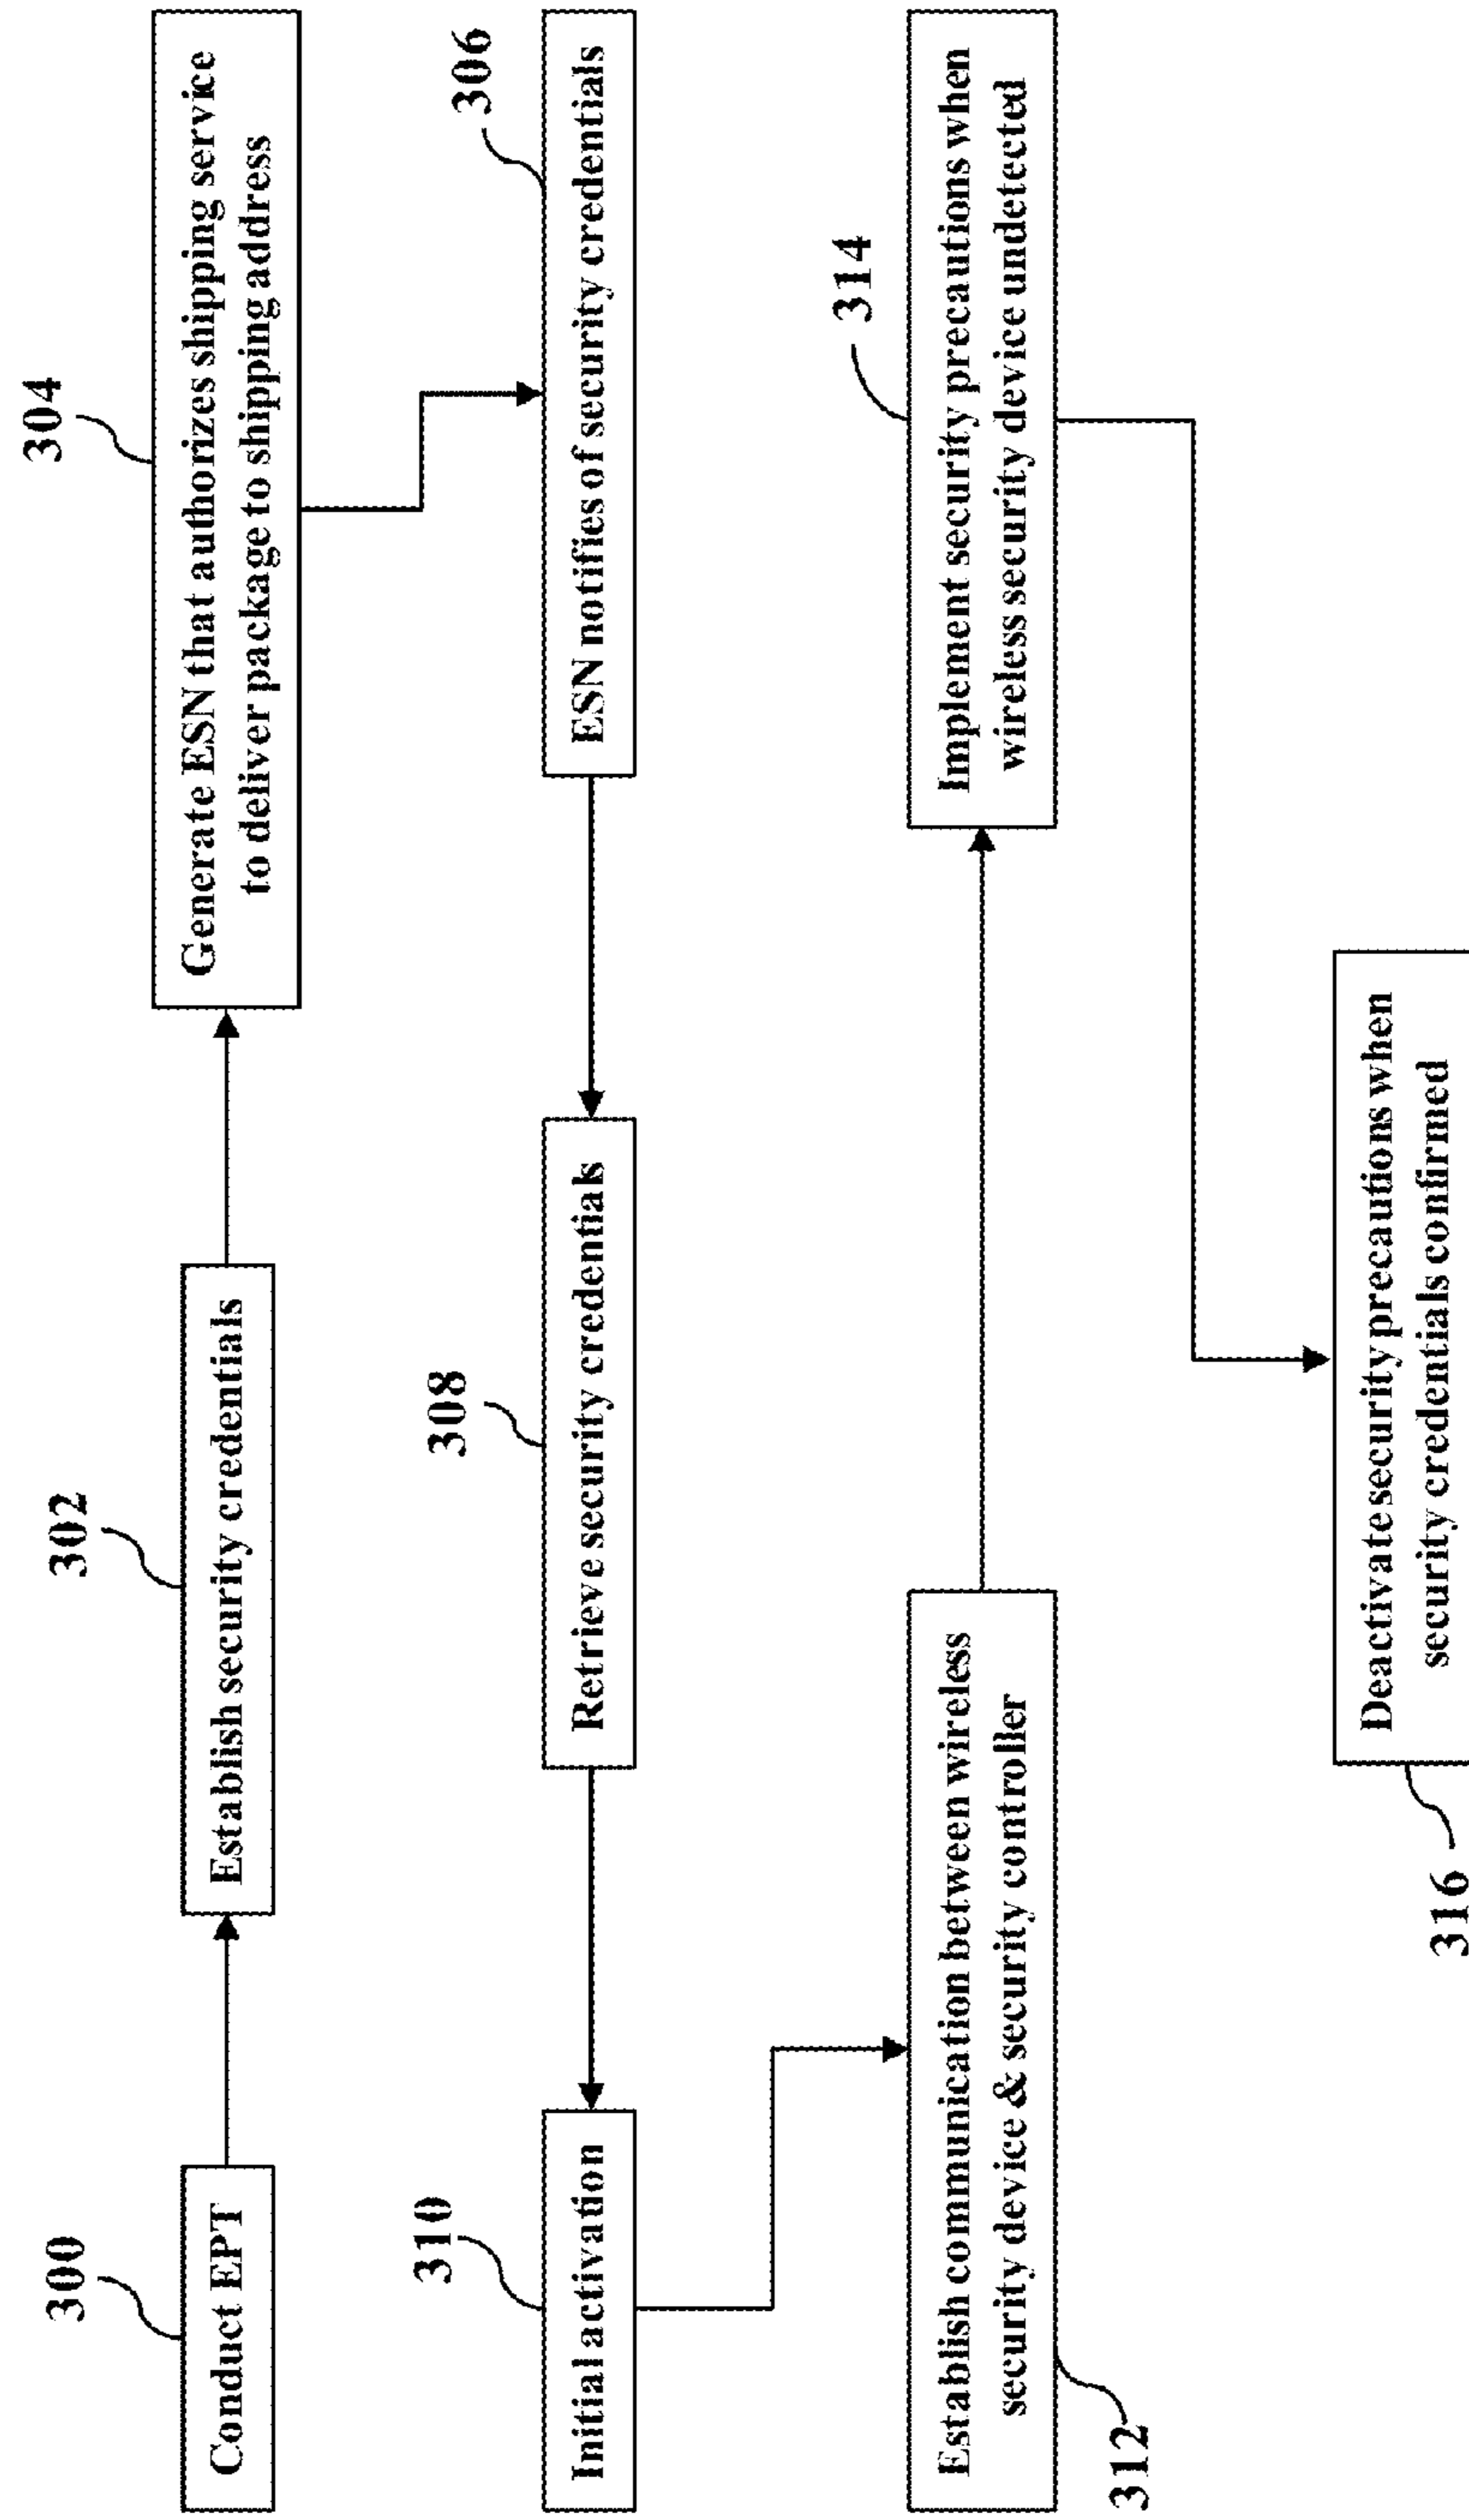 300
Conduct EPT
302
Establish security credentials
304
Generate ESN that authorizes shipping service
to deliver package to shipping address
306
ESN notifies of security credentials
308
Retrieve security credentials
310
Initial activation
312
Establish communication between wireless
security device & security controller
314
Implement security precautions when
wireless security device undetected
316
Deactivate security precautions when
security credentials confirmed